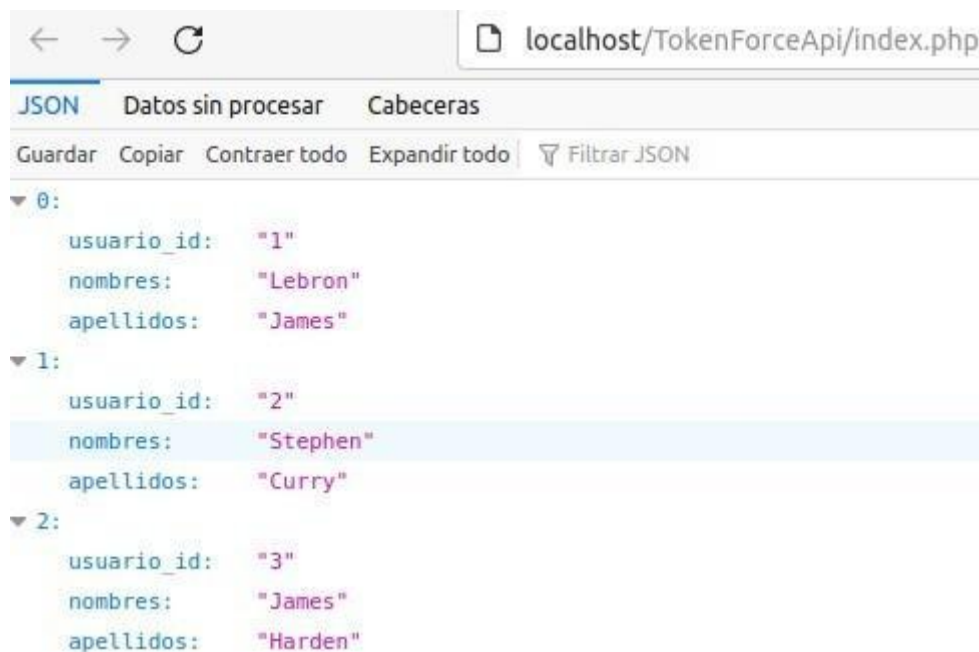 localhost/TokenForceApi/index.php
JSON Datos sin procesar Cabeceras
Guardar Copiar Contraer todo Expandir todo Filtrar JSON
0:
usuario_id: "1"
nombres: "Lebron"
apellidos: "James"
1:
usuario_id: "2"
nombres: "Stephen"
apellidos: "Curry"
2:
usuario_id: "3"
nombres: "James"
apellidos: "Harden"